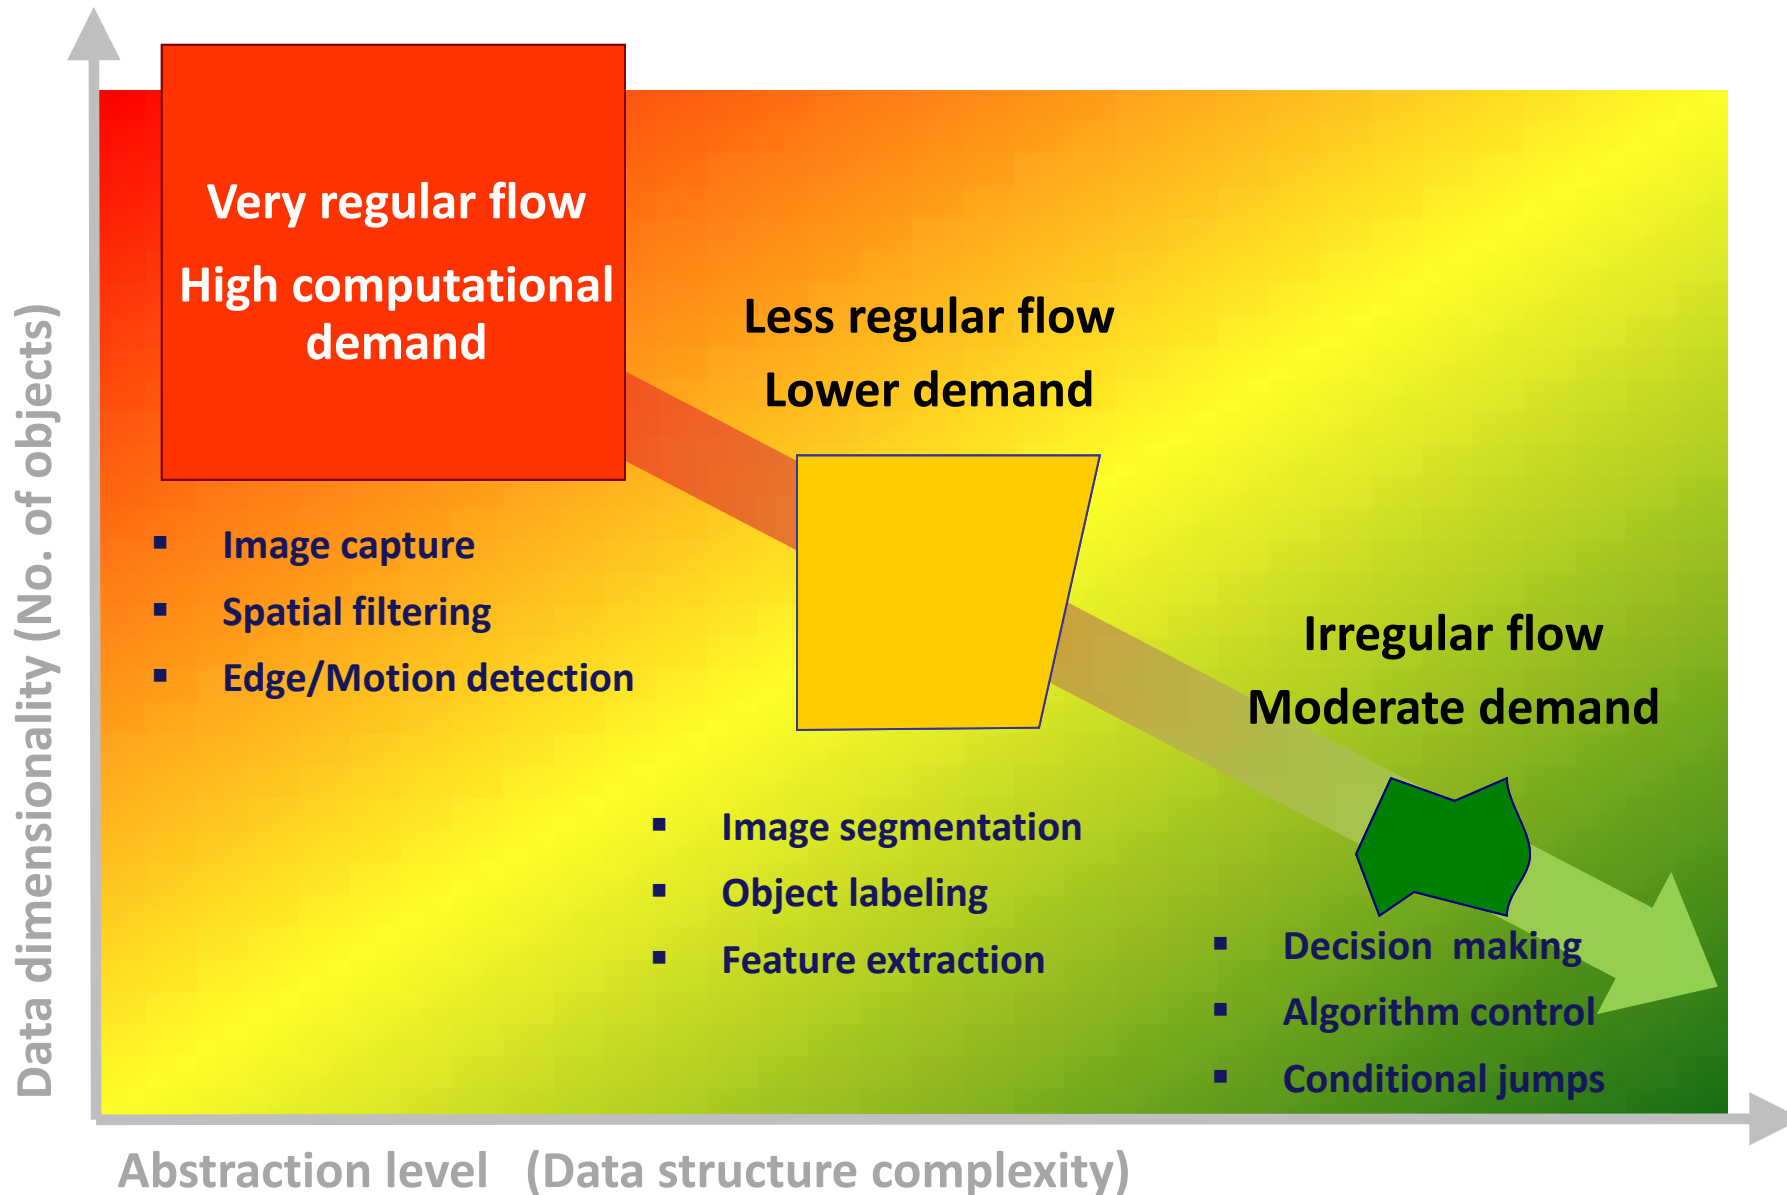 Data dimensionality (No. of objects)
Very regular flow
High computational
demand
▪ Image capture
▪ Spatial filtering
▪ Edge/Motion detection
Less regular flow
Lower demand
▪ Image segmentation
▪ Object labeling
▪ Feature extraction
Irregular flow
Moderate demand
▪ Decision  making
▪ Algorithm control
▪ Conditional jumps
Abstraction level   (Data structure complexity)